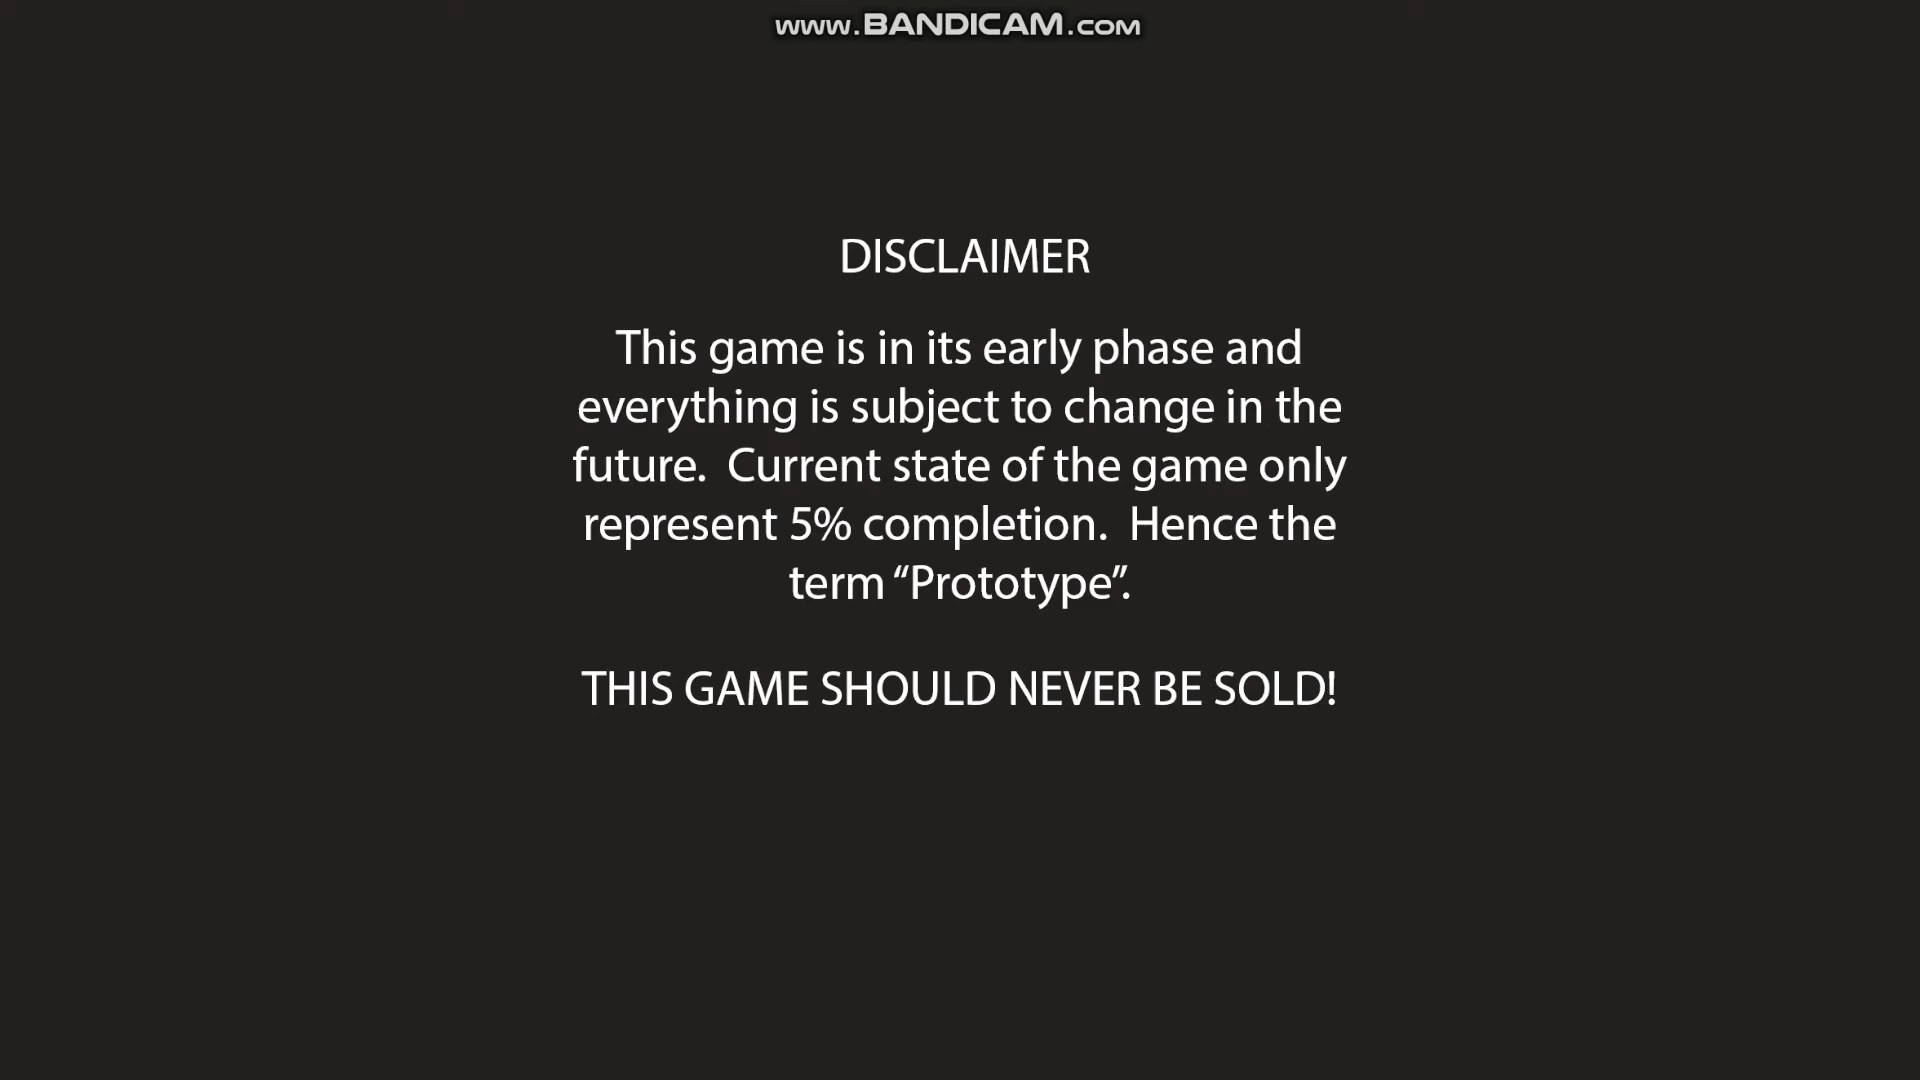 www.BANDICAM.com
DISCLAIMER
This game is in its early phase and
everything is subject to change in the
future.  Current state of the game only
represent 5% completion.  Hence the
term “Prototype”.
THIS GAME SHOULD NEVER BE SOLD!